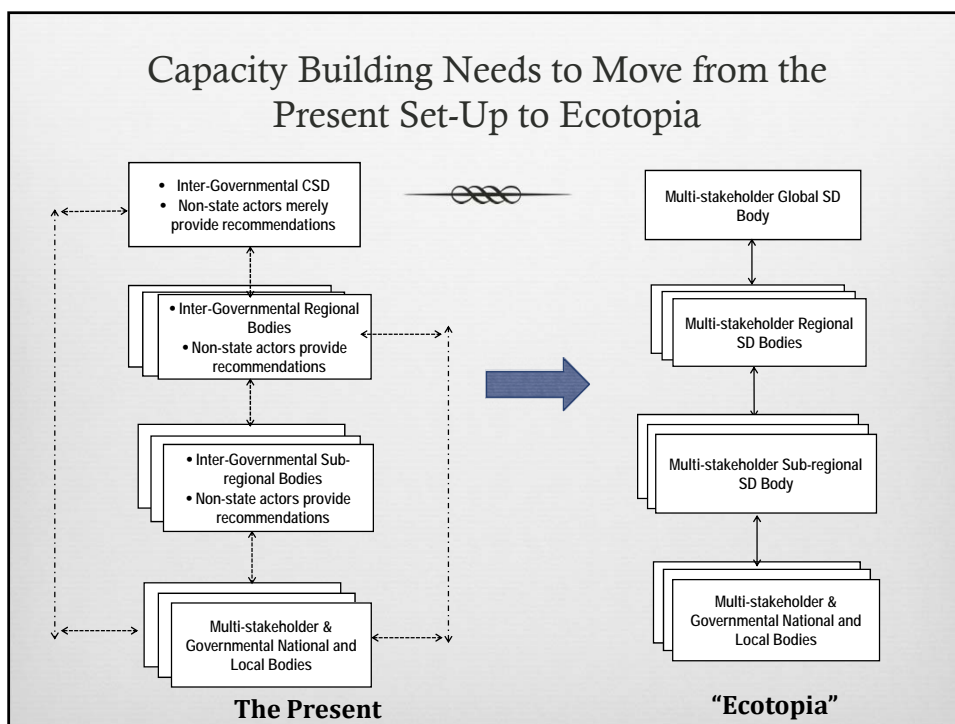 Capacity Building Needs to Move from the
Present Set-Up to Ecotopia
• Inter-Governmental CSD
• Non-state actors merely
provide recommendations
• Inter-Governmental Regional
Bodies
• Non-state actors provide
recommendations
• Inter-Governmental Sub-
regional Bodies
• Non-state actors provide
recommendations
Multi-stakeholder &
Governmental National and
Local Bodies
The Present
Multi-stakeholder Global SD
Body
Multi-stakeholder Regional
SD Bodies
Multi-stakeholder Sub-regional
SD Body
Multi-stakeholder &
Governmental National and
Local Bodies
“Ecotopia”